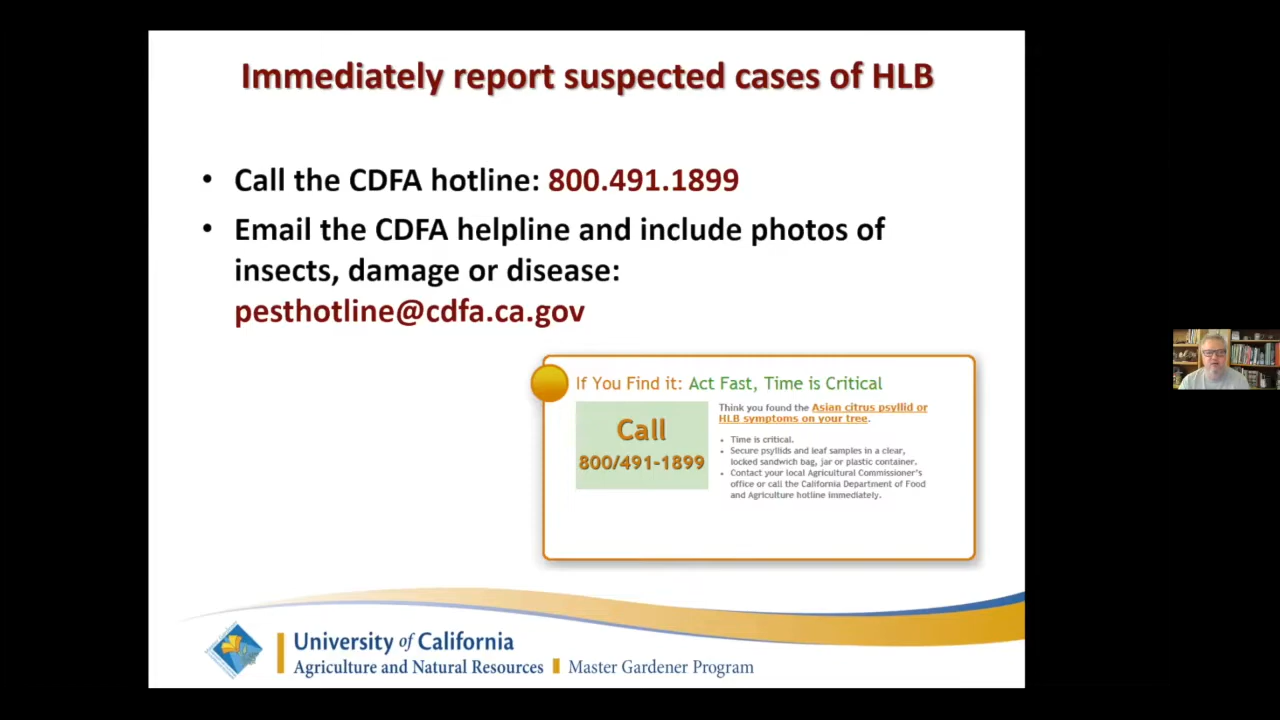 Immediately report suspected cases of HLB
• Call the CDFA hotline: 800.491.1899
• Email the CDFA helpline and include photos of
insects, damage or disease:
pesthotline@cdfa.ca.gov
If You Find it: Act Fast, Time is Critical
Call
800/491-1899
Think you found the Asian citrus psyllid or
HLB symptoms on your tree.
• Time is critical.
• Secure psyllids and leaf samples in a clear,
locked sandwich bag, jar or plastic container.
• Contact your local Agricultural Commissioner's
office or call the California Department of Food
and Agriculture hotline immediately.
University of California
Agriculture and Natural Resources Master Gardener Program